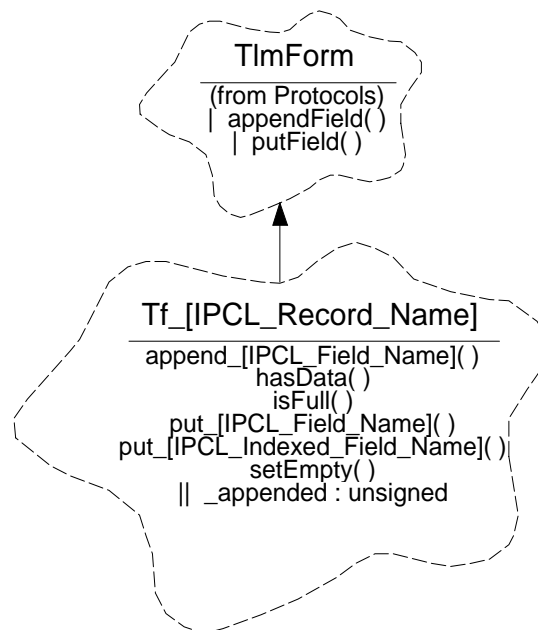 TlmForm
(from Protocols)
| appendField( )
| putField( )
Tf_[IPCL_Record_Name]
append_[IPCL_Field_Name]( )
hasData( )
isFull( )
put_[IPCL_Field_Name]( )
put_[IPCL_Indexed_Field_Name]( )
setEmpty( )
|| _appended : unsigned